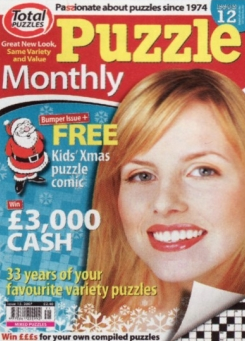 Passionate about puzzles since 1974
Total
PUZZLES
Great New Look,
Same Variety
and Value
Puzzle
12
Monthly
Bumper Issue +
FREE
Kids' Xmas
puzzle
comic
Win
£3,000
CASH
33 years of your
favourite variety puzzles
Win £££s for your own compiled puzzles